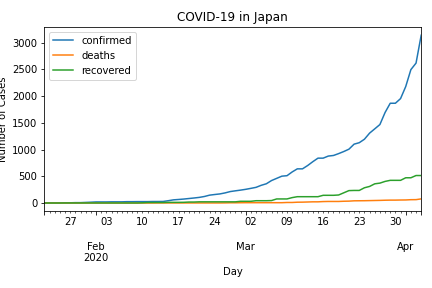 COVID-19 in Japan
confirmed
deaths
recovered
Number of Cases
3000
2500
2000
1500
1000
500
0
27 03 10 17 24 02 09 16 23 30
Feb Mar Apr
2020
Day